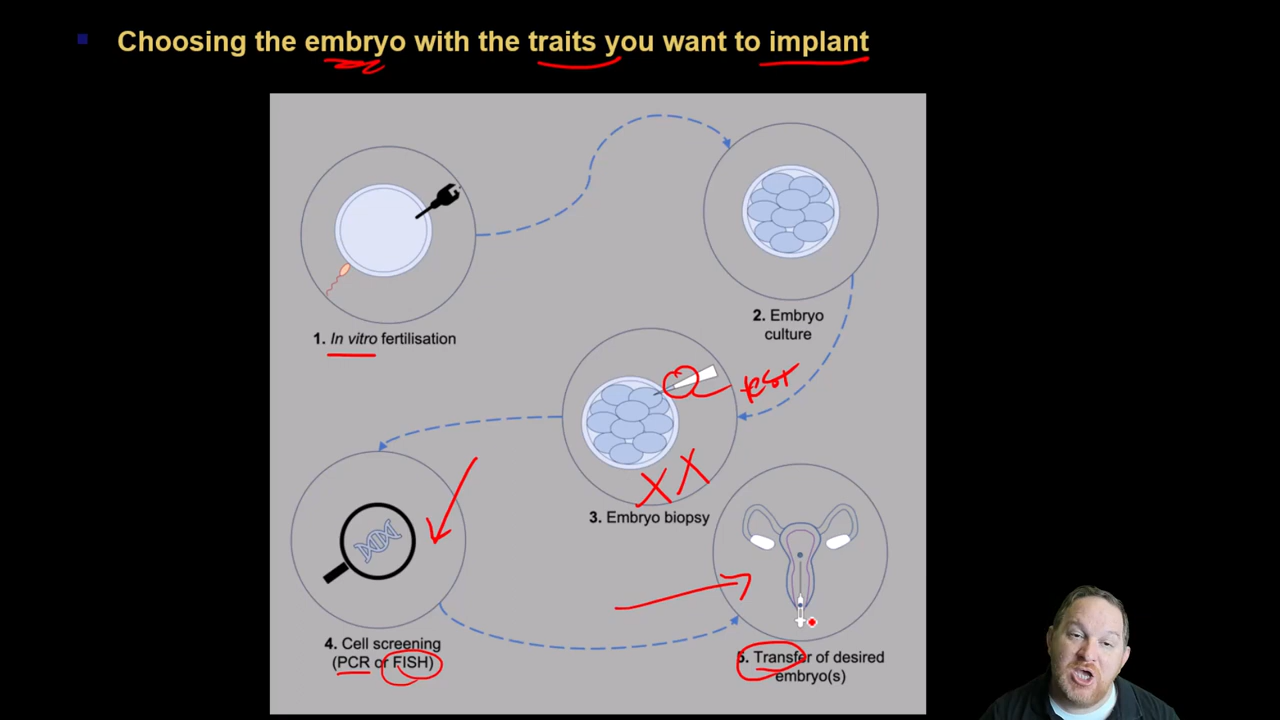 Choosing the embryo with the traits you want to implant
1. In vitro fertilisation
2. Embryo
culture
test
XX
3. Embryo biopsy
4. Cell screening
(PCR or FISH)
5. Transfer of desired
embryo(s)